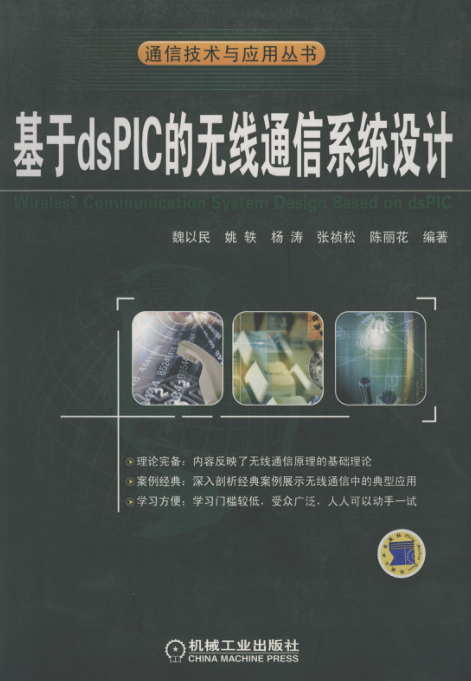 通信技术与应用丛书
基于dsPIC的无线通信系统设计
Wireless Communication System Design Based on dsPIC
魏以民 姚轶 杨涛 张祯松 陈丽花 编著
理论完备：内容反映了无线通信原理的基础理论
案例经典：深入剖析经典案例展示无线通信中的典型应用
学习方便：学习门槛较低，受众广泛，人人可以动手一试
机械工业出版社
CHINA MACHINE PRESS